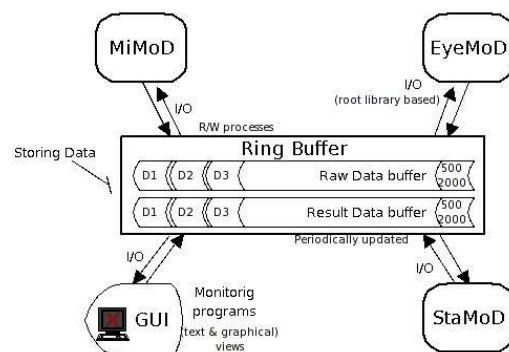 MiMoD
EyeMoD
I/O
I/O
(root library based)
R/W processes
Storing Data
Ring Buffer
D1 D2 D3 Raw Data buffer 500
2000
D1 D2 D3 Result Data buffer 500
2000
Periodically updated
I/O
I/O
GUI
Monitorig
programs
(text & graphical)
views
StaMoD